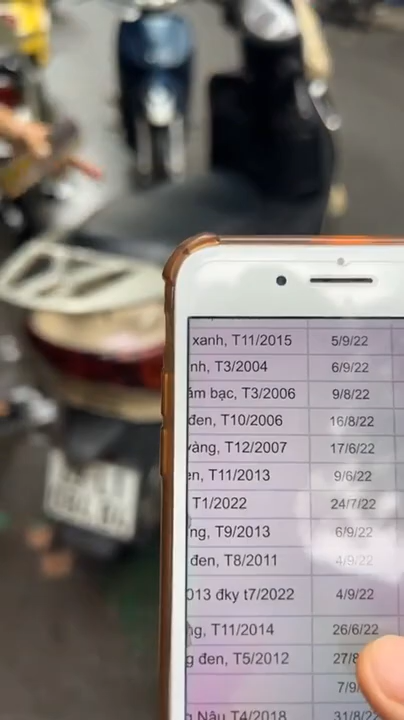 xanh, T11/2015 5/9/22
nh, T3/2004 6/9/22
ám bạc, T3/2006 9/8/22
đen, T10/2006 16/8/22
vàng, T12/2007 17/6/22
en, T11/2013 9/6/22
T1/2022 24/7/22
ng, T9/2013 6/9/22
đen, T8/2011 4/9/22
013 đky t7/2022 4/9/22
ng, T11/2014 26/6/22
g đen, T5/2012 27/8
7/9/
g Nâu T4/2018 31/8/22